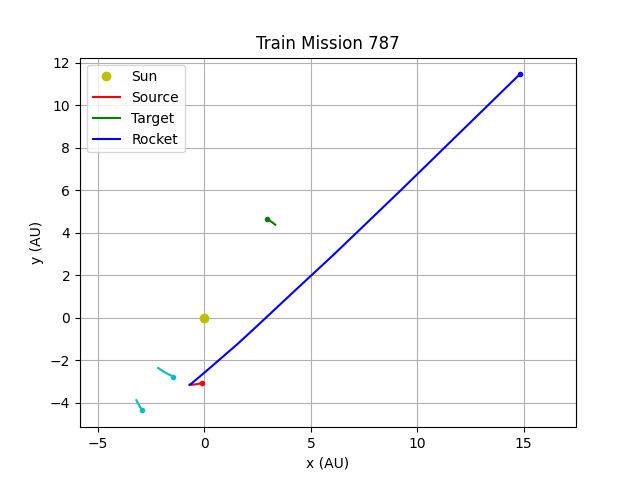 Train Mission 787
Sun
Source
Target
Rocket
12
10
8
6
4
2
0
−2
−4
y (AU)
−5
0
5
10
15
x (AU)